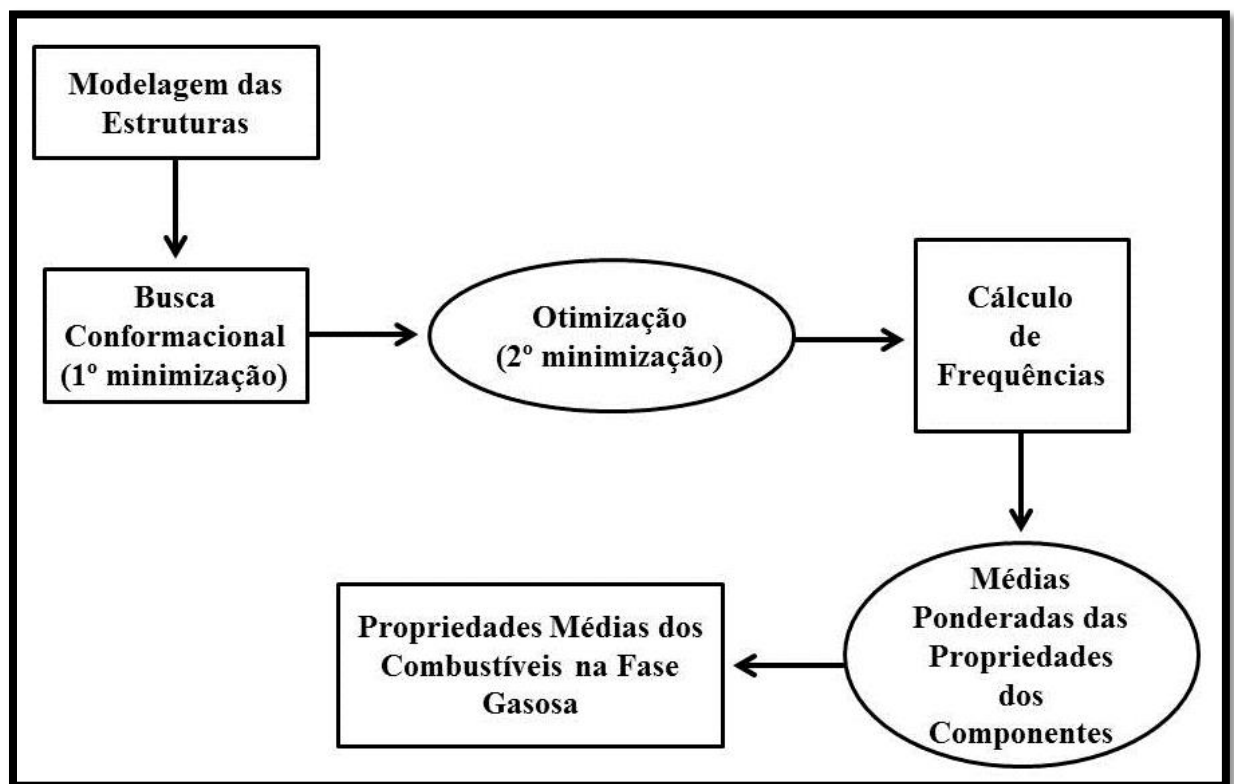 Modelagem das
Estruturas
Busca
Conformacional
(1º minimização)
Otimização
(2º minimização)
Cálculo
de
Frequências
Médias
Ponderadas das
Propriedades
dos
Componentes
Propriedades Médias dos
Combustíveis na Fase
Gasosa